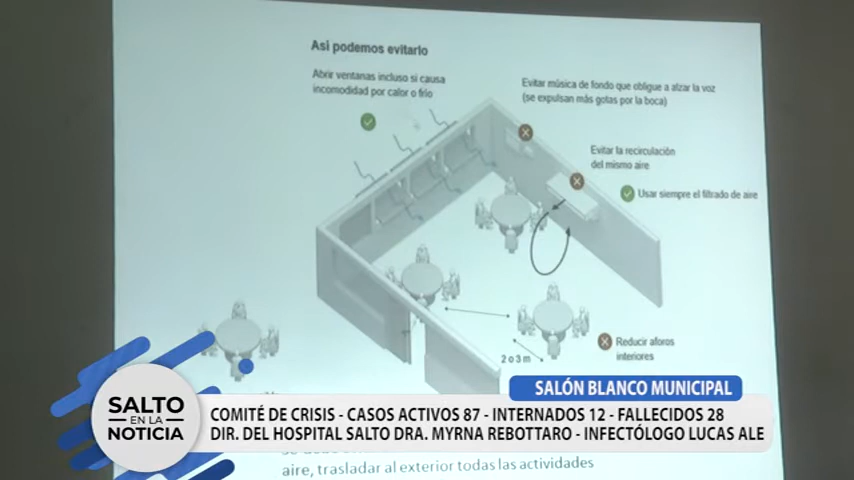 Asi podemos evitarlo
Abrir ventanas incluso si causa
incomodidad por calor o frío
Evitar música de fondo que obligue a alzar la voz
(se expulsan más gotas por la boca)
Evitar la recirculación
del mismo aire
Usar siempre el filtrado de aire
2 o 3 m
Reducir aforos
interiores
SALÓN BLANCO MUNICIPAL
SALTO
EN LA
NOTICIA
COMITÉ DE CRISIS - CASOS ACTIVOS 87 - INTERNADOS 12 - FALLECIDOS 28
DIR. DEL HOSPITAL SALTO DRA. MYRNA REBOTTARO - INFECTÓLOGO LUCAS ALE
aire, trasladar al exterior todas las actividades